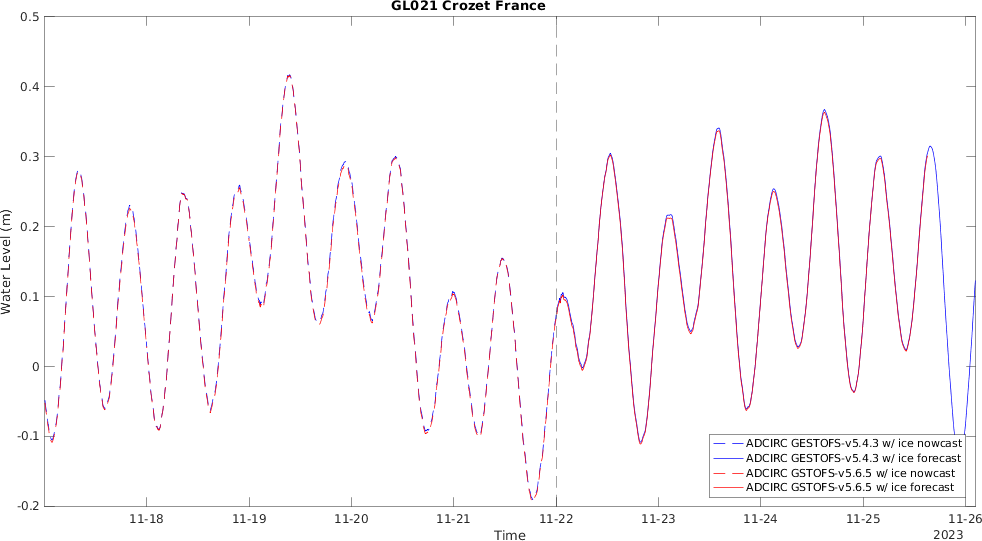 GL021 Crozet France
Water Level (m)
0.5
0.4
0.3
0.2
0.1
0
-0.1
-0.2
ADCIRC GESTOFS-v5.4.3 w/ ice nowcast
ADCIRC GESTOFS-v5.4.3 w/ ice forecast
ADCIRC GSTOFS-v5.6.5 w/ ice nowcast
ADCIRC GSTOFS-v5.6.5 w/ ice forecast
11-18 11-19 11-20 11-21 11-22 11-23 11-24 11-25 11-26
Time 2023